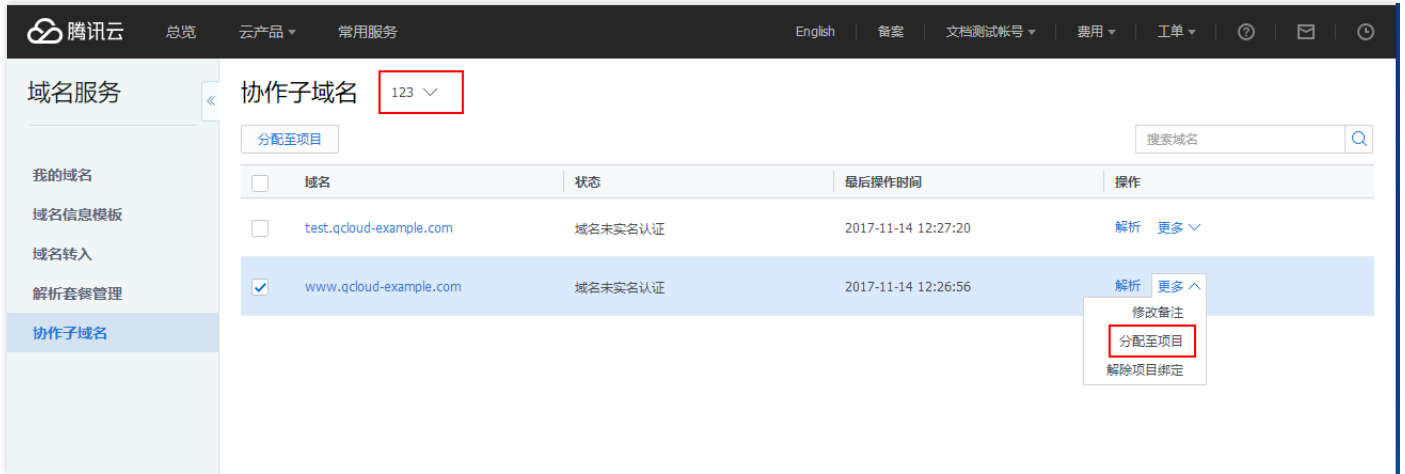 腾讯云 总览 云产品 常用服务 English 备案 文档测试帐号 费用 工单
域名服务
我的域名
域名信息模板
域名转入
解析套餐管理
协作子域名
协作子域名 123
分配至项目 搜索域名
域名 状态 最后操作时间 操作
test.qcloud-example.com 域名未实名认证 2017-11-14 12:27:20 解析 更多
www.qcloud-example.com 域名未实名认证 2017-11-14 12:26:56 解析 更多
修改备注
分配至项目
解除项目绑定